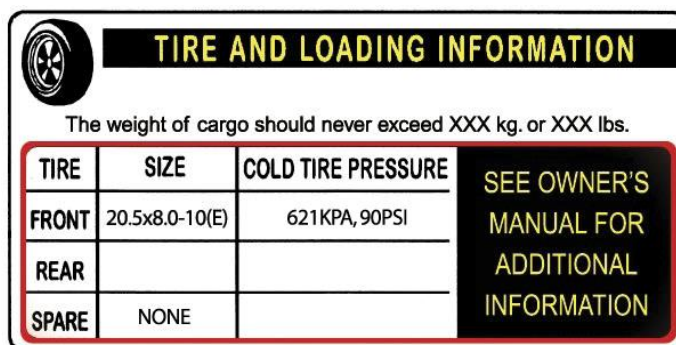 TIRE AND LOADING INFORMATION
The weight of cargo should never exceed XXX kg. or XXX lbs.
TIRE SIZE COLD TIRE PRESSURE
FRONT 20.5x8.0-10(E) 621KPA, 90PSI
REAR
SPARE NONE
SEE OWNER'S
MANUAL FOR
ADDITIONAL
INFORMATION